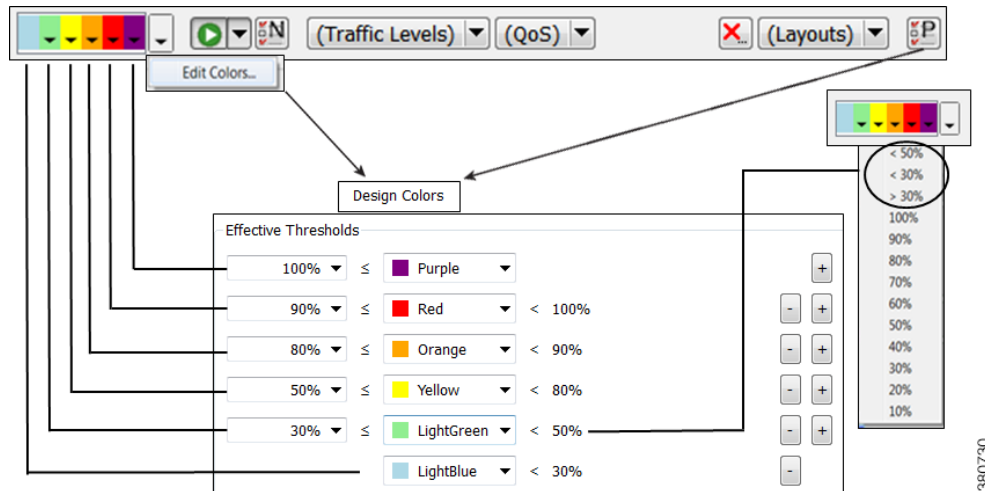 N (Traffic Levels) (QoS) X... (Layouts) P
Edit Colors...
Design Colors
Effective Thresholds
100% ≤ Purple +
90% ≤ Red < 100% - +
80% ≤ Orange < 90% - +
50% ≤ Yellow < 80% - +
30% ≤ LightGreen < 50% - +
LightBlue < 30% -
< 50%
< 30%
> 30%
100%
90%
80%
70%
60%
50%
40%
30%
20%
10%
380730